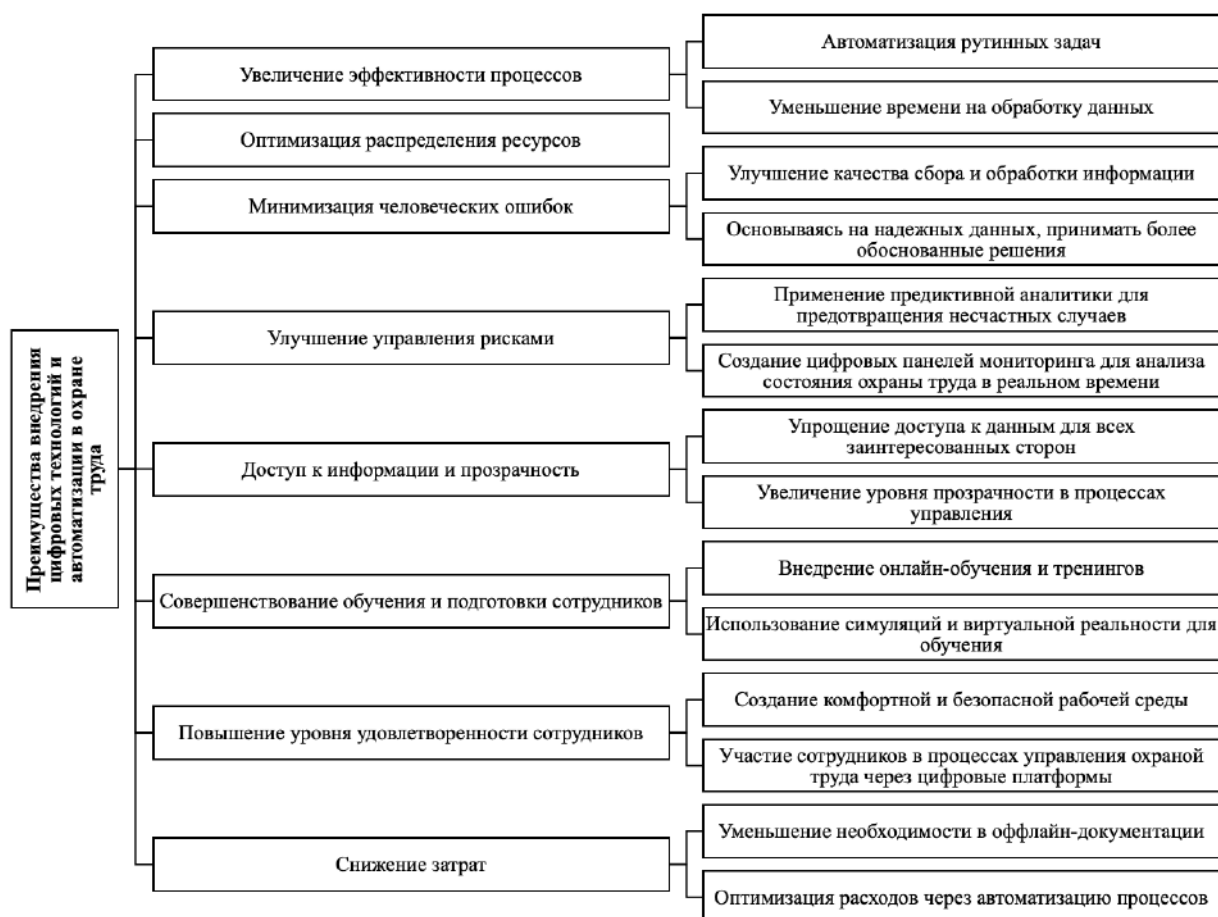 Преимущества внедрения
цифровых технологий и
автоматизации в охране
труда
Увеличение эффективности процессов
Автоматизация рутинных задач
Уменьшение времени на обработку данных
Оптимизация распределения ресурсов
Минимизация человеческих ошибок
Улучшение качества сбора и обработки информации
Основываясь на надежных данных, принимать более
обоснованные решения
Улучшение управления рисками
Применение предиктивной аналитики для
предотвращения несчастных случаев
Создание цифровых панелей мониторинга для анализа
состояния охраны труда в реальном времени
Доступ к информации и прозрачность
Упрощение доступа к данным для всех
заинтересованных сторон
Увеличение уровня прозрачности в процессах
управления
Совершенствование обучения и подготовки сотрудников
Внедрение онлайн-обучения и тренингов
Использование симуляций и виртуальной реальности для
обучения
Повышение уровня удовлетворенности сотрудников
Создание комфортной и безопасной рабочей среды
Участие сотрудников в процессах управления охраной
труда через цифровые платформы
Снижение затрат
Уменьшение необходимости в оффлайн-документации
Оптимизация расходов через автоматизацию процессов